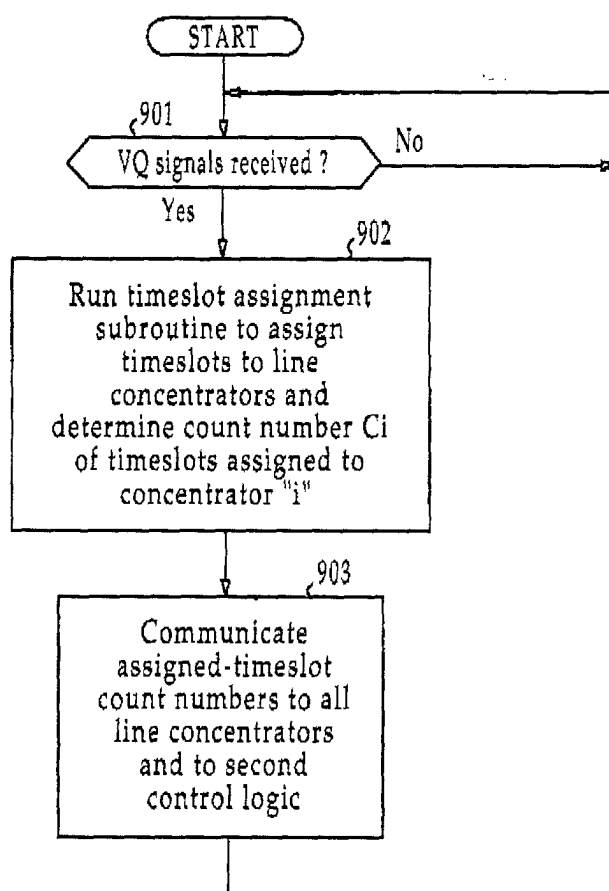 START
901
VQ signals received ?
No
Yes
902
Run timeslot assignment
subroutine to assign
timeslots to line
concentrators and
determine count number Ci
of timeslots assigned to
concentrator "i"
903
Communicate
assigned-timeslot
count numbers to all
line concentrators
and to second
control logic